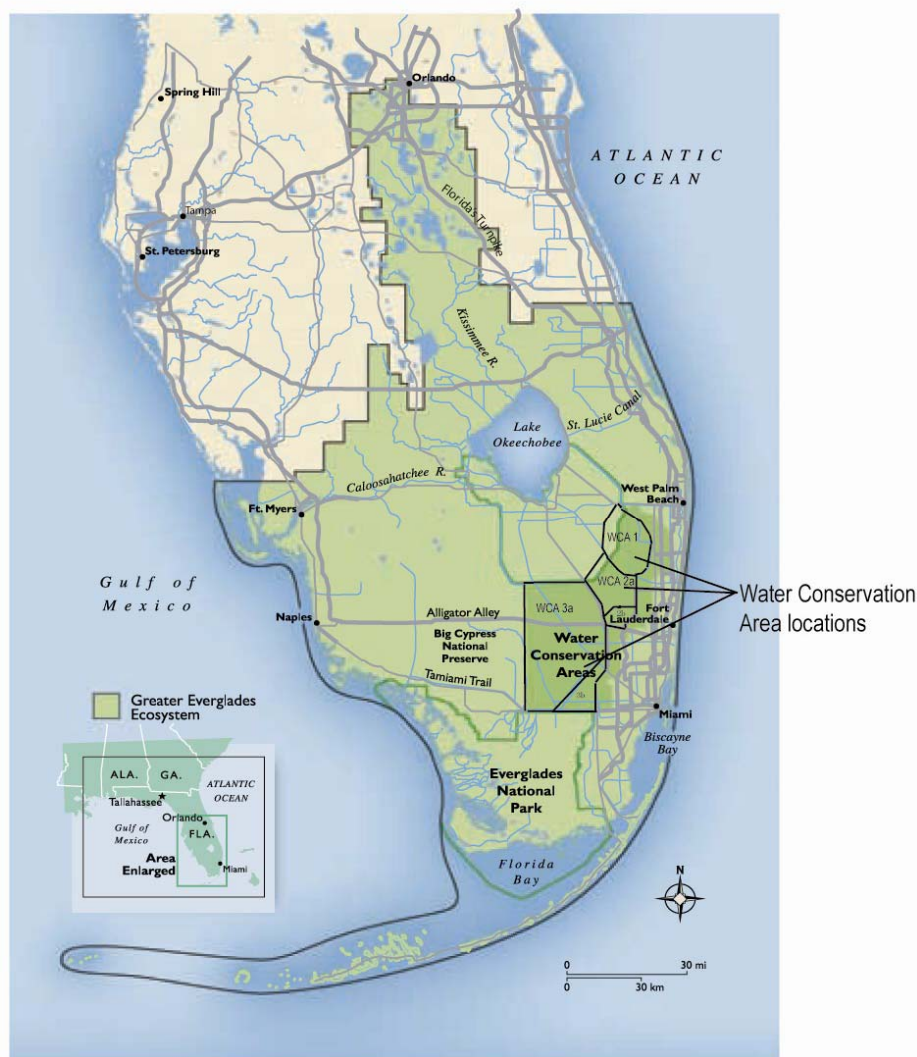 Orlando
Spring Hill
ATLANTIC
OCEAN
Florida's Turnpike
Tampa
St. Petersburg
Kissimmee R.
St. Lucie Canal
Lake
Okeechobee
Caloosahatchee R.
West Palm
Beach
Ft. Myers
WCA 1
Gulf of
Mexico
WCA 2a
Water Conservation
Area locations
WCA 3a
Fort
Lauderdale
Alligator Alley
Naples
Big Cypress
National
Preserve
Water
Conservation
Areas
Tamiami Trail
Greater Everglades
Ecosystem
Miami
Biscayne
Bay
Everglades
National
Park
ALA.
GA.
ATLANTIC
OCEAN
Tallahassee
Orlando
Gulf of
Mexico
FLA.
Area
Enlarged
Miami
Florida
Bay
N
0 30 mi
0 30 km